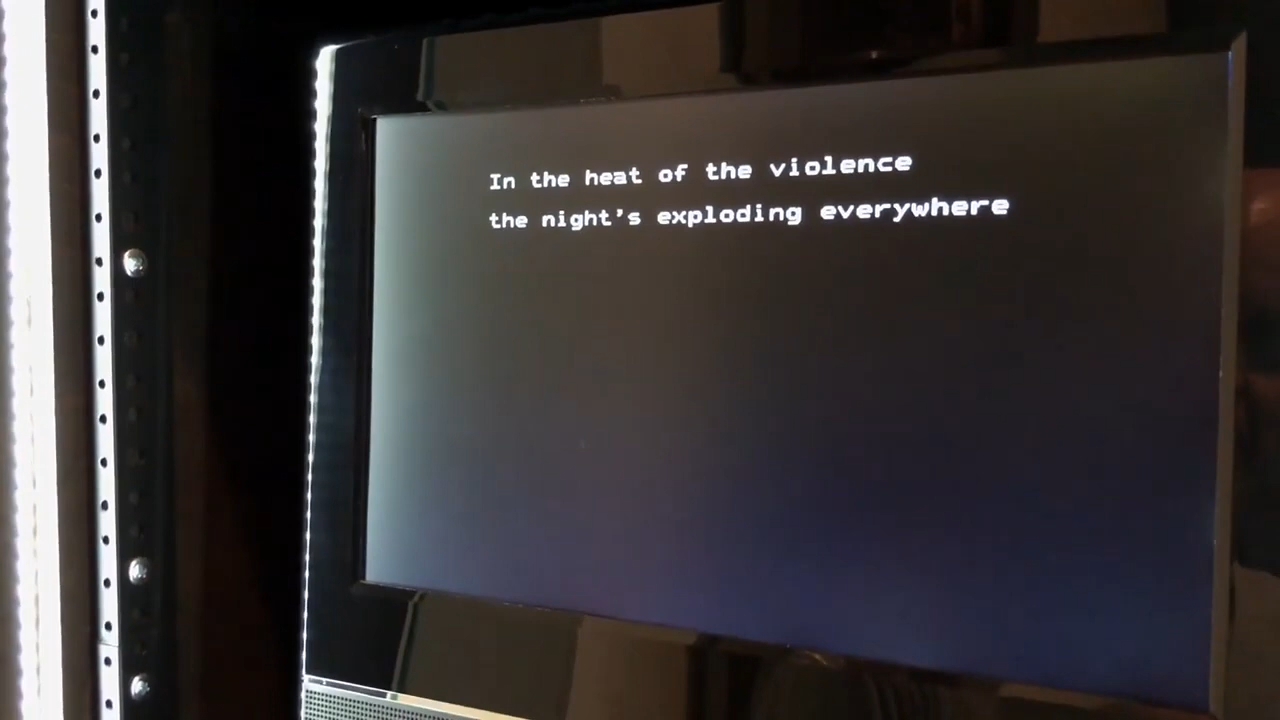 In the heat of the violence
the night's exploding everywhere